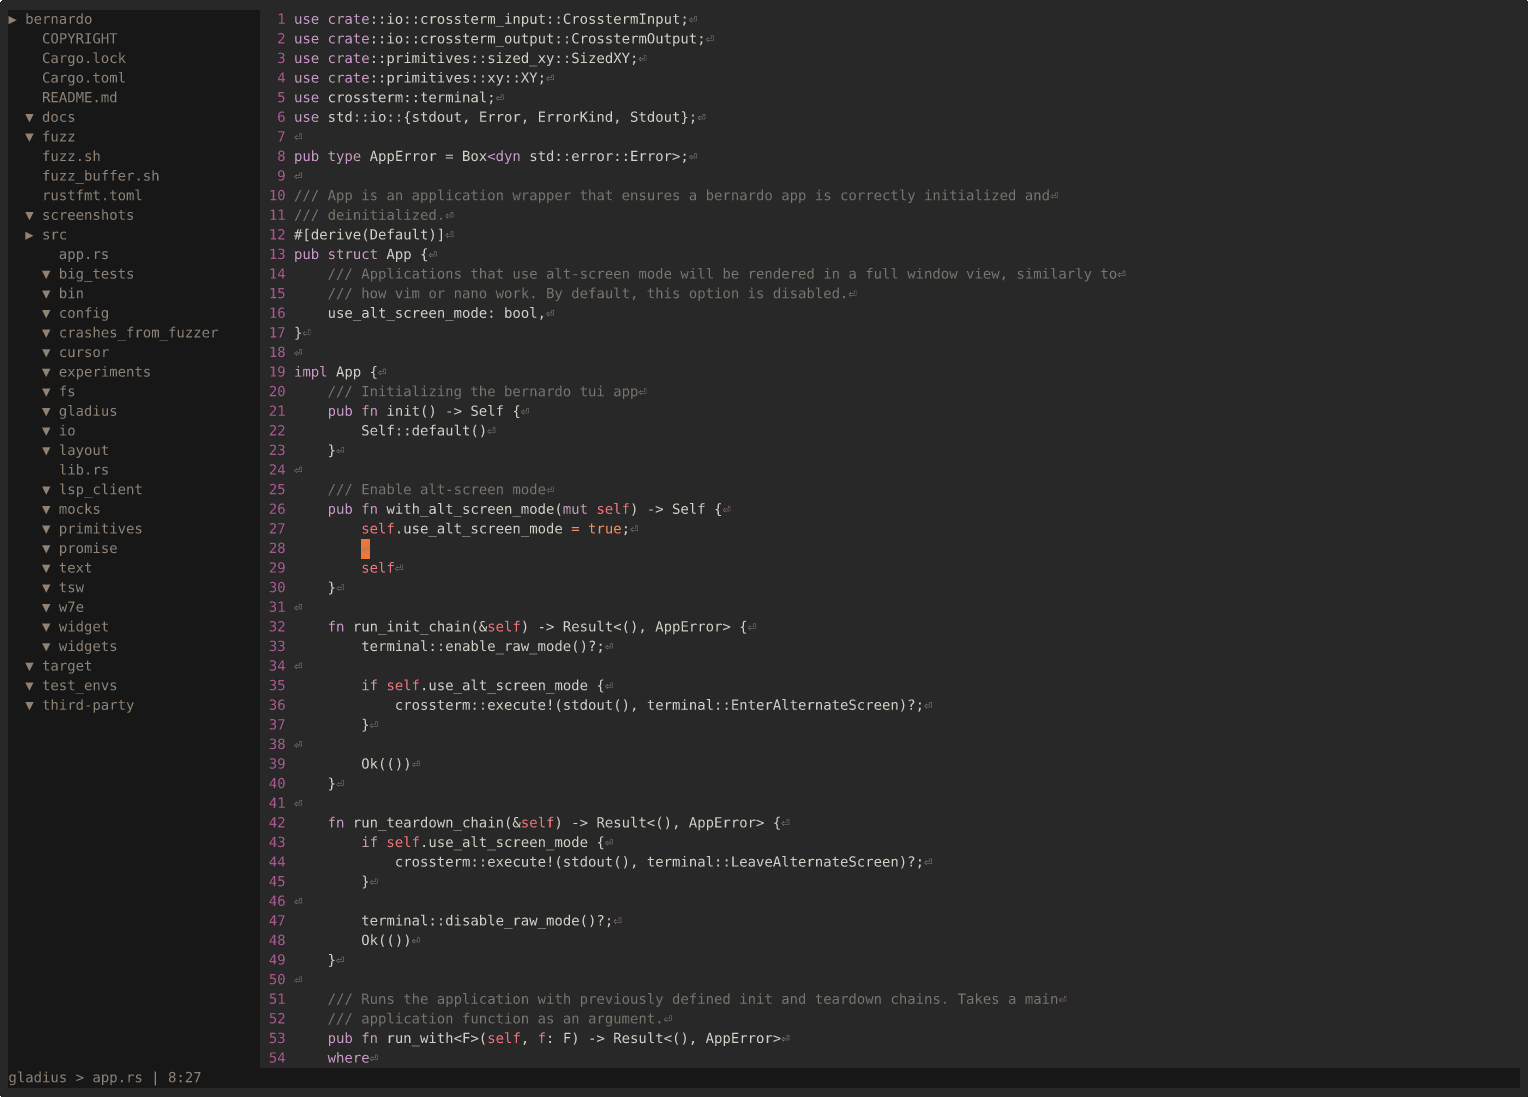 ▶ bernardo
COPYRIGHT
Cargo.lock
Cargo.toml
README.md
▼ docs
▼ fuzz
fuzz.sh
fuzz_buffer.sh
rustfmt.toml
▼ screenshots
▶ src
app.rs
▼ big_tests
▼ bin
▼ config
▼ crashes_from_fuzzer
▼ cursor
▼ experiments
▼ fs
▼ gladius
▼ io
▼ layout
lib.rs
▼ lsp_client
▼ mocks
▼ primitives
▼ promise
▼ text
▼ tsw
▼ w7e
▼ widget
▼ widgets
▼ target
▼ test_envs
▼ third-party
1 use crate::io::crossterm_input::CrosstermInput;⏎
2 use crate::io::crossterm_output::CrosstermOutput;⏎
3 use crate::primitives::sized_xy::SizedXY;⏎
4 use crate::primitives::xy::XY;⏎
5 use crossterm::terminal;⏎
6 use std::io::{stdout, Error, ErrorKind, Stdout};⏎
7 ⏎
8 pub type AppError = Box<dyn std::error::Error>;⏎
9 ⏎
10 /// App is an application wrapper that ensures a bernardo app is correctly initialized and⏎
11 /// deinitialized.⏎
12 #[derive(Default)]⏎
13 pub struct App {⏎
14     /// Applications that use alt-screen mode will be rendered in a full window view, similarly to⏎
15     /// how vim or nano work. By default, this option is disabled.⏎
16     use_alt_screen_mode: bool,⏎
17 }⏎
18 ⏎
19 impl App {⏎
20     /// Initializing the bernardo tui app⏎
21     pub fn init() -> Self {⏎
22         Self::default()⏎
23     }⏎
24 ⏎
25     /// Enable alt-screen mode⏎
26     pub fn with_alt_screen_mode(mut self) -> Self {⏎
27         self.use_alt_screen_mode = true;⏎
28
29         self⏎
30     }⏎
31 ⏎
32     fn run_init_chain(&self) -> Result<(), AppError> {⏎
33         terminal::enable_raw_mode()?;⏎
34 ⏎
35         if self.use_alt_screen_mode {⏎
36             crossterm::execute!(stdout(), terminal::EnterAlternateScreen)?;⏎
37         }⏎
38 ⏎
39         Ok(())⏎
40     }⏎
41 ⏎
42     fn run_teardown_chain(&self) -> Result<(), AppError> {⏎
43         if self.use_alt_screen_mode {⏎
44             crossterm::execute!(stdout(), terminal::LeaveAlternateScreen)?;⏎
45         }⏎
46 ⏎
47         terminal::disable_raw_mode()?;⏎
48         Ok(())⏎
49     }⏎
50 ⏎
51     /// Runs the application with previously defined init and teardown chains. Takes a main⏎
52     /// application function as an argument.⏎
53     pub fn run_with<F>(self, f: F) -> Result<(), AppError>⏎
54     where⏎
gladius > app.rs | 8:27